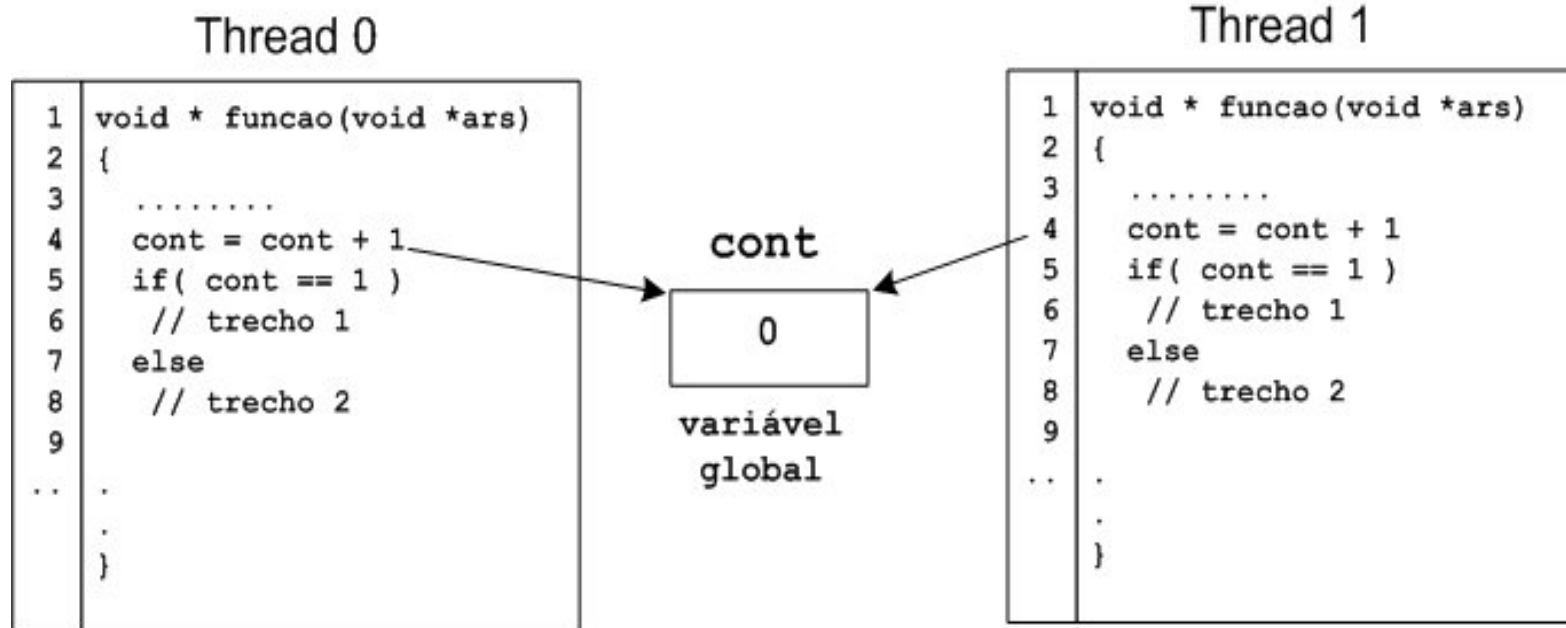 Thread 0
1 void * funcao(void *ars)
2 {
3 ........
4 cont = cont + 1
5 if( cont == 1 )
6 // trecho 1
7 else
8 // trecho 2
9
.. .
.
}
cont
0
variável
global
Thread 1
1 void * funcao(void *ars)
2 {
3 ........
4 cont = cont + 1
5 if( cont == 1 )
6 // trecho 1
7 else
8 // trecho 2
9
.. .
.
}